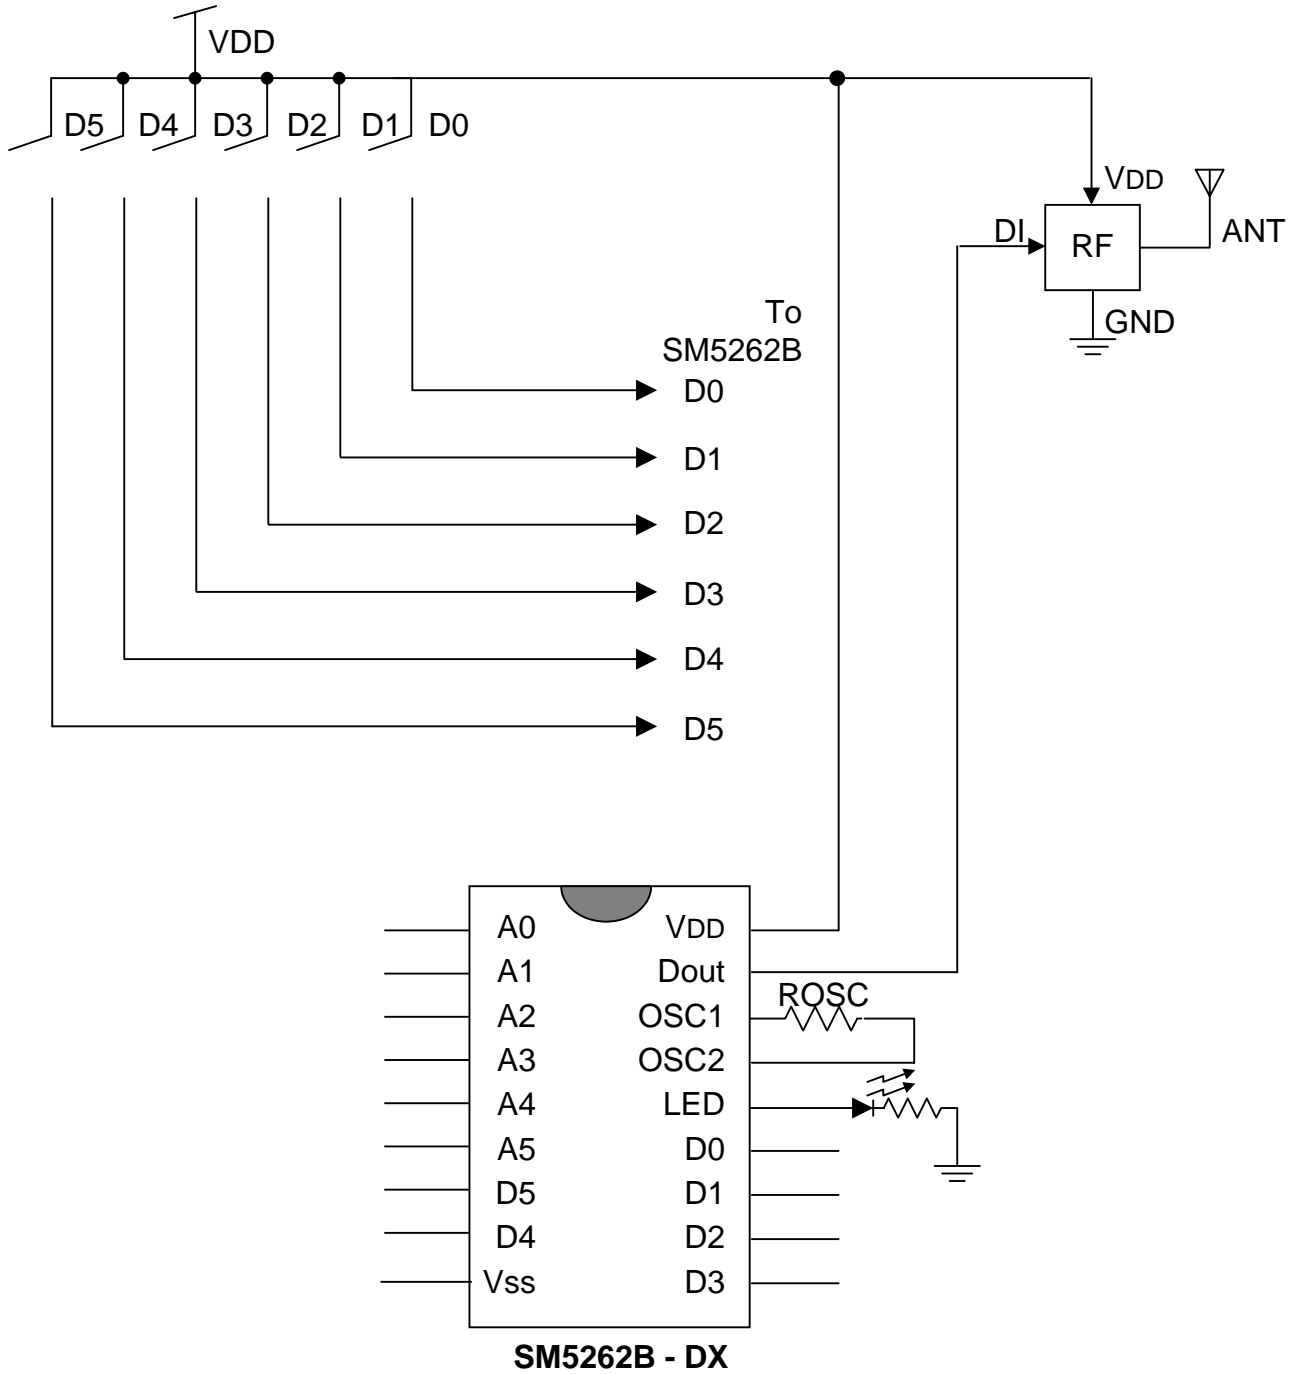 VDD
D5 D4 D3 D2 D1 D0
VDD
ANT
DI
RF
GND
To
SM5262B
D0
D1
D2
D3
D4
D5
A0 VDD
A1 Dout
ROSC
A2 OSC1
A3 OSC2
A4 LED
A5 D0
D5 D1
D4 D2
Vss D3
SM5262B - DX